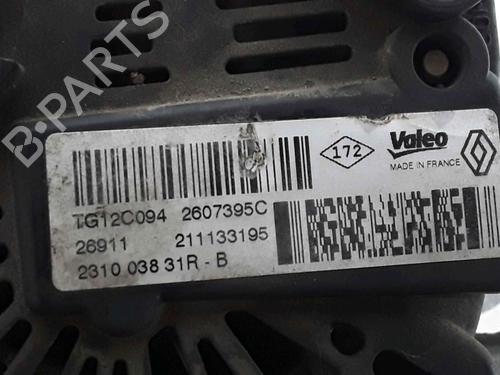 B-PARTS
172
Valeo
MADE IN FRANCE
TG12C094 2607395C
26911 211133195
2310 038 31R - B